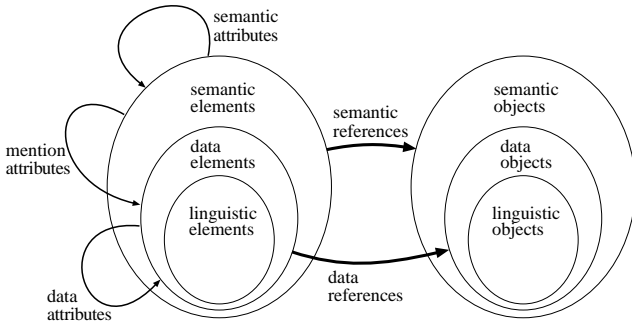 semantic
attributes
semantic
elements
semantic
references
semantic
objects
mention
attributes
data
elements
data
objects
linguistic
elements
linguistic
objects
data
attributes
data
references